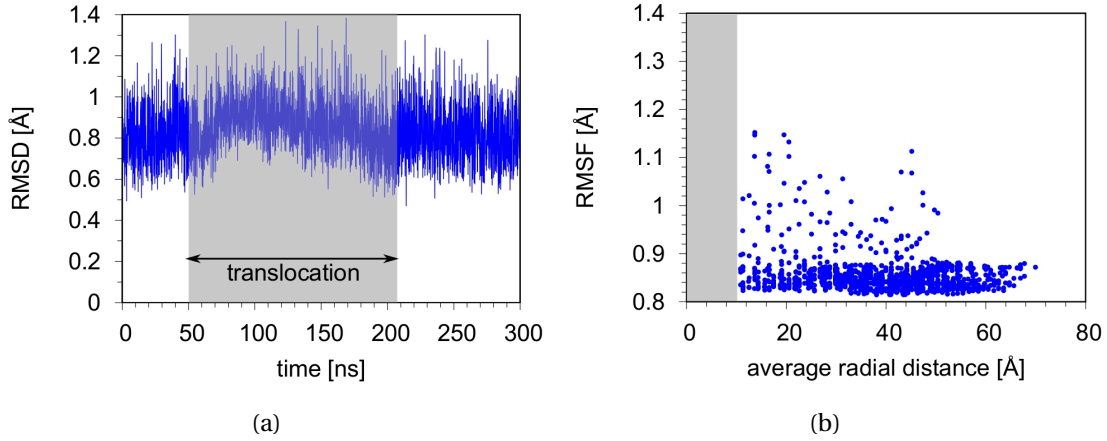 1.4
1.2
1
0.8
0.6
0.4
0.2
0
RMSD [Å]
translocation
0 50 100 150 200 250 300
time [ns]
(a)
1.4
1.3
1.2
1.1
1
0.9
0.8
RMSF [Å]
0 20 40 60 80
average radial distance [Å]
(b)